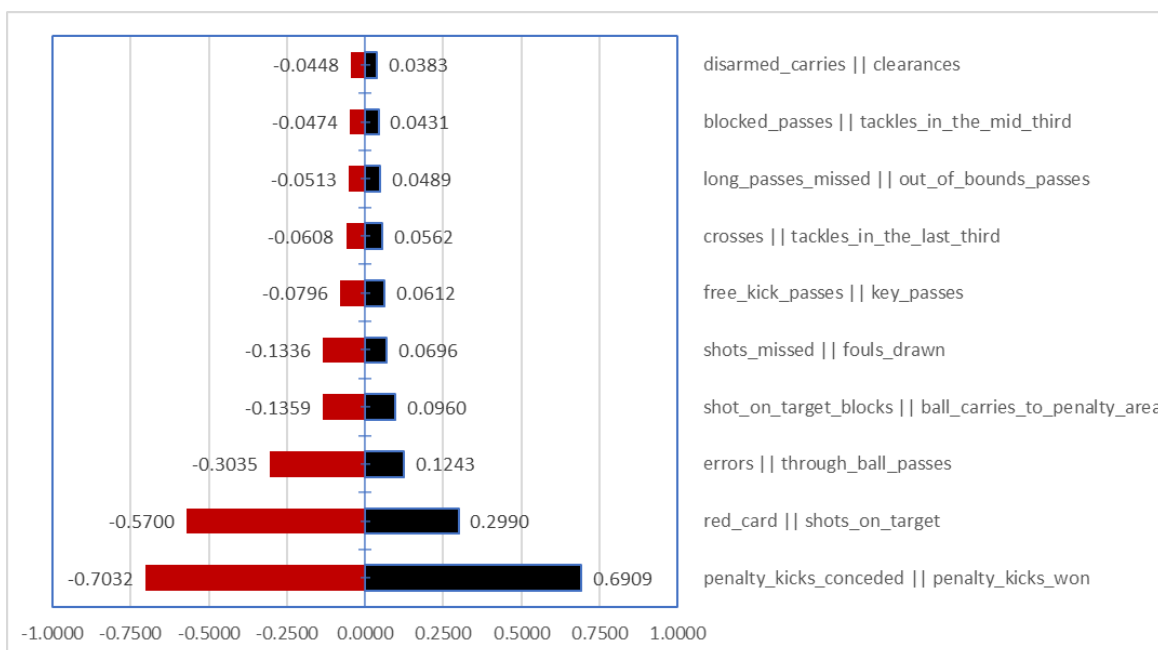 -0.0448 0.0383 disarmed_carries || clearances
-0.0474 0.0431 blocked_passes || tackles_in_the_mid_third
-0.0513 0.0489 long_passes_missed || out_of_bounds_passes
-0.0608 0.0562 crosses || tackles_in_the_last_third
-0.0796 0.0612 free_kick_passes || key_passes
-0.1336 0.0696 shots_missed || fouls_drawn
-0.1359 0.0960 shot_on_target_blocks || ball_carries_to_penalty_area
-0.3035 0.1243 errors || through_ball_passes
-0.5700 0.2990 red_card || shots_on_target
-0.7032 0.6909 penalty_kicks_conceded || penalty_kicks_won
-1.0000 -0.7500 -0.5000 -0.2500 0.0000 0.2500 0.5000 0.7500 1.0000